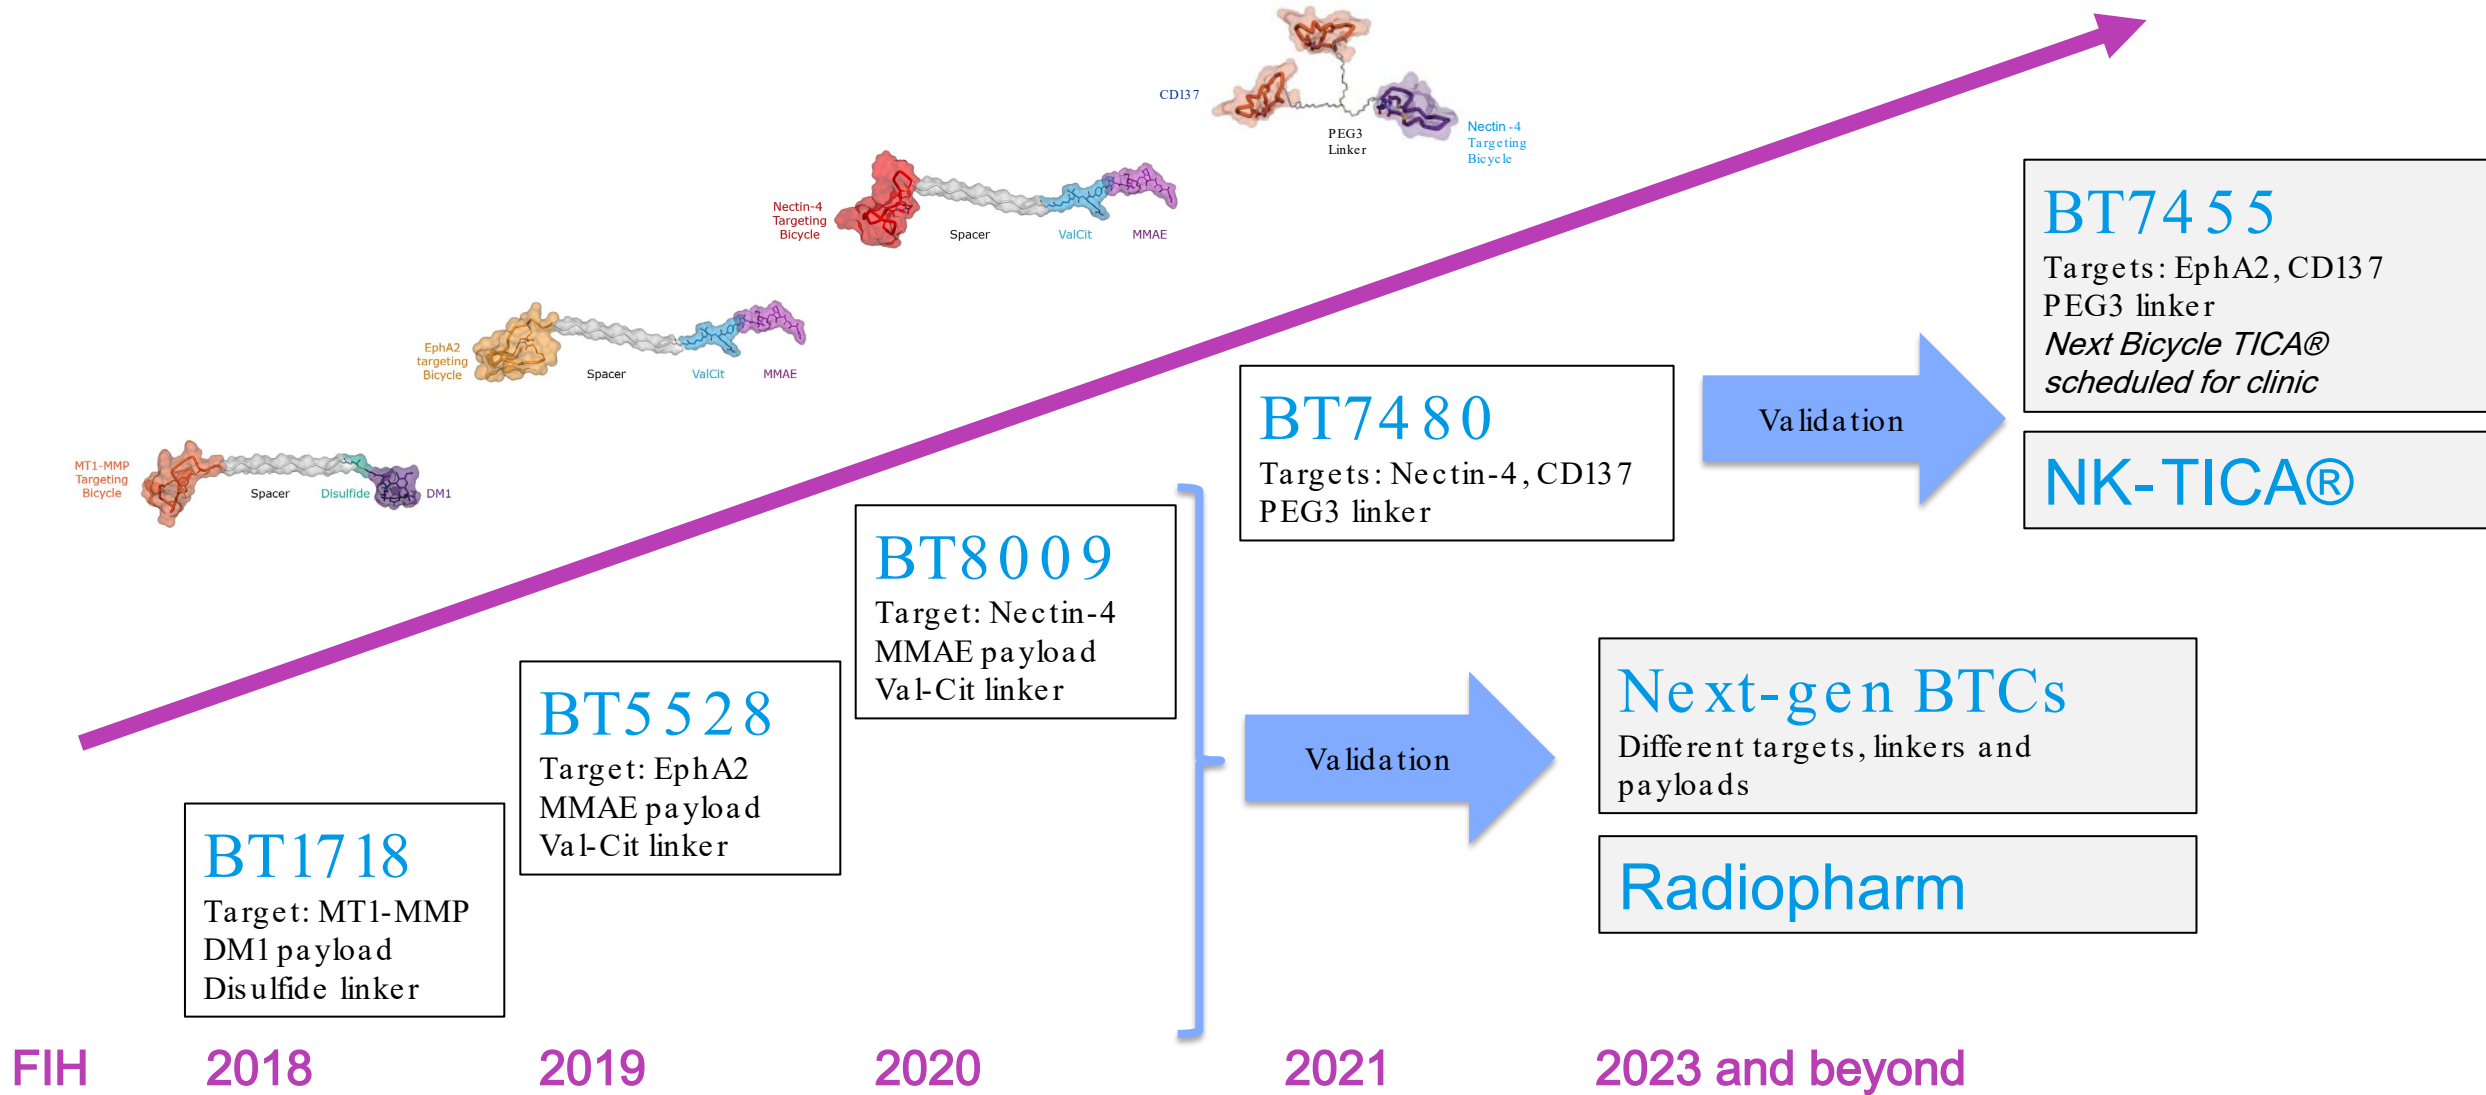 CD137
PEG3
Linker
Nectin-4
Targeting
Bicycle
Nectin-4
Targeting
Bicycle
Spacer
ValCit
MMAE
EphA2
targeting
Bicycle
Spacer
ValCit
MMAE
MT1-MMP
Targeting
Bicycle
Spacer
Disulfide
DM1
BT7455
Targets: EphA2, CD137
PEG3 linker
Next Bicycle TICA®
scheduled for clinic
NK-TICA®
Validation
BT7480
Targets: Nectin-4, CD137
PEG3 linker
BT8009
Target: Nectin-4
MMAE payload
Val-Cit linker
BT5528
Target: EphA2
MMAE payload
Val-Cit linker
BT1718
Target: MT1-MMP
DM1 payload
Disulfide linker
Validation
Next-gen BTCs
Different targets, linkers and
payloads
Radiopharm
FIH 2018 2019 2020 2021 2023 and beyond